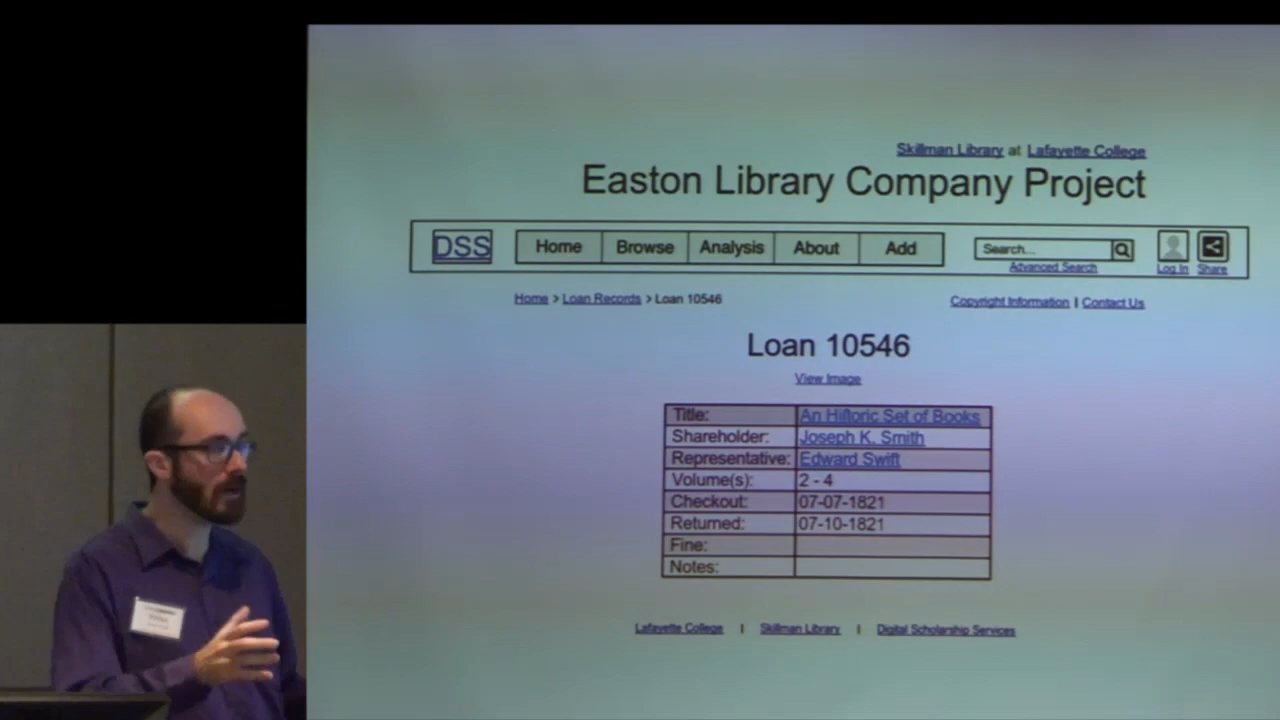 Skillman Library at Lafayette College
Easton Library Company Project
DSS Home Browse Analysis About Add Search...
Advanced Search Log In Share
Home > Loan Records > Loan 10546 Copyright Information | Contact Us
Loan 10546
View Image
Title: An Hiſtoric Set of Books
Shareholder: Joseph K. Smith
Representative: Edward Swift
Volume(s): 2 - 4
Checkout: 07-07-1821
Returned: 07-10-1821
Fine:
Notes:
Lafayette College | Skillman Library | Digital Scholarship Services